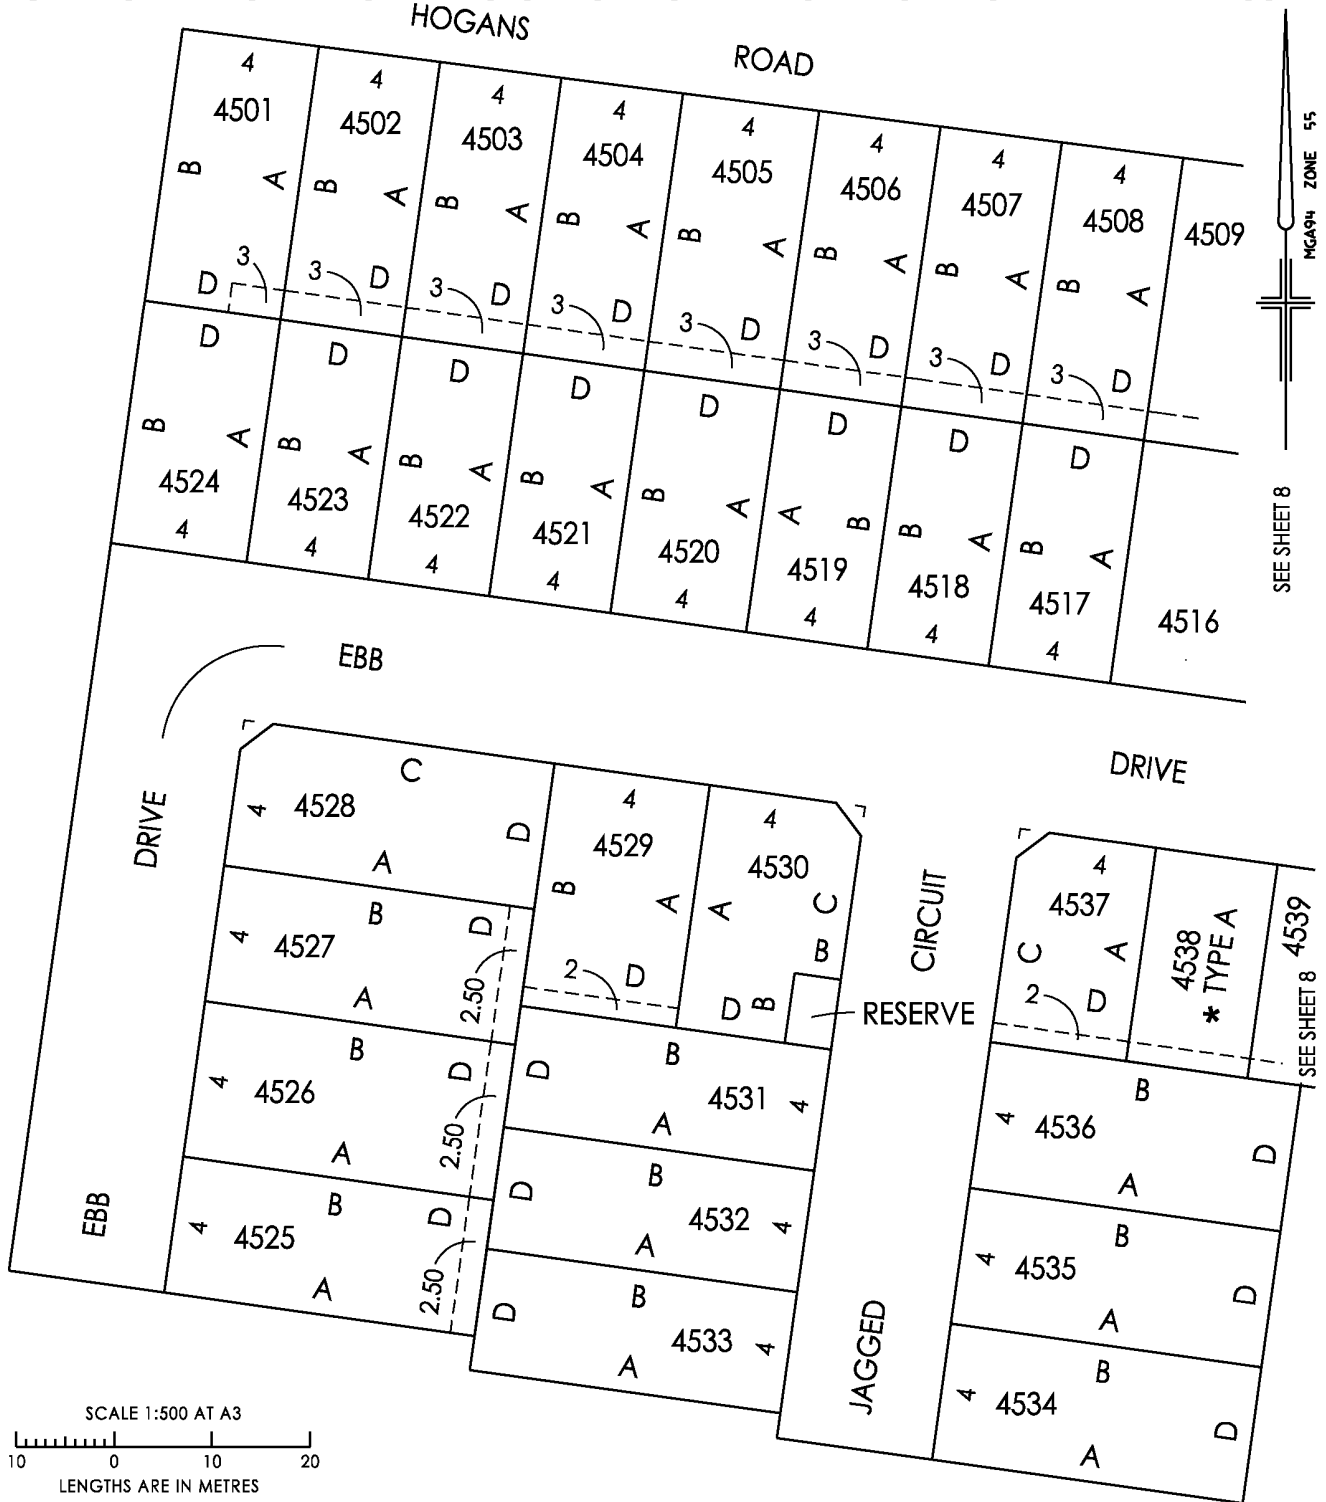 HOGANS ROAD
4 4 4 4 4 4 4 4
4501 4502 4503 4504 4505 4506 4507 4508 4509
B A B A B A B A B A B A B A B A
3 3 3 3 3 3 3 3
D D D D D D D D
D D D D D D D D
B A B A B A B A B A A B B A B A
4524 4523 4522 4521 4520 4519 4518 4517 4516
4 4 4 4 4 4 4 4
MGA94 ZONE 55
SEE SHEET 8
EBB DRIVE
DRIVE
EBB
C
4 4528 D
A
B
4527 D
4 A 2.50
B
4 4526 D
A 2.50
B
4 4525 D
A 2.50
4
4529
B A
2 D
4
4530
A C
B
D B
RESERVE
B
D 4531 4
A
B
D 4532 4
A
B
D 4533 4
A
CIRCUIT
JAGGED
4
4537
C A
2 D
4538
* TYPE A
4539
SEE SHEET 8
B
4 4536 D
A
B
4 4535 D
A
B
4 4534 D
A
SCALE 1:500 AT A3
10 0 10 20
LENGTHS ARE IN METRES